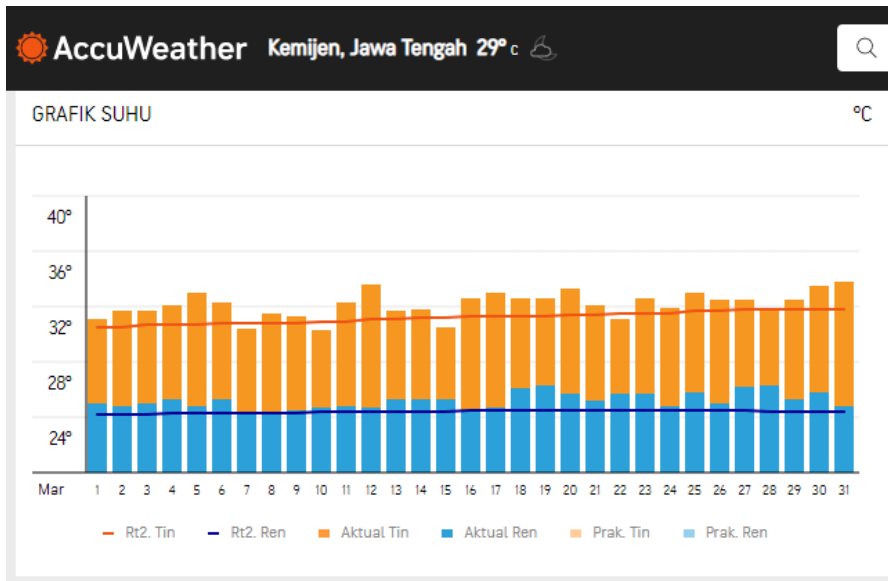 AccuWeather Kemijen, Jawa Tengah 29° C
GRAFIK SUHU °C
40°
36°
32°
28°
24°
Mar 1 2 3 4 5 6 7 8 9 10 11 12 13 14 15 16 17 18 19 20 21 22 23 24 25 26 27 28 29 30 31
Rt2. Tin Rt2. Ren Aktual Tin Aktual Ren Prak. Tin Prak. Ren